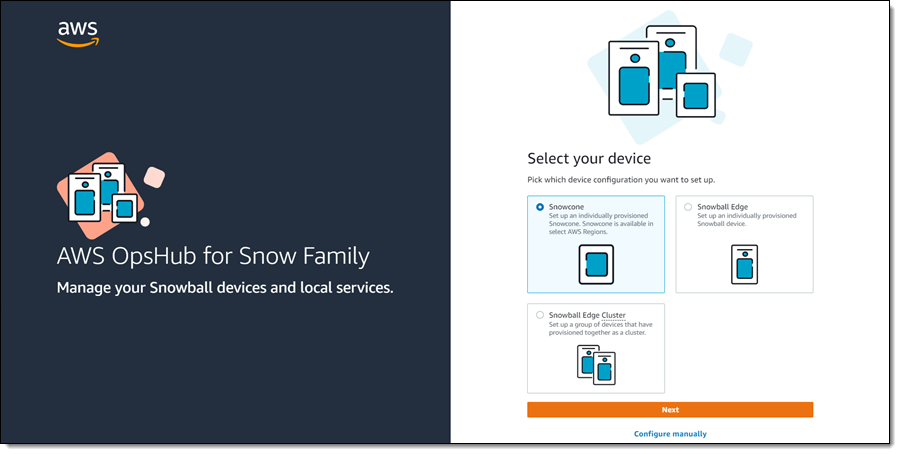 aws
AWS OpsHub for Snow Family
Manage your Snowball devices and local services.
Select your device
Pick which device configuration you want to set up.
Snowcone
Set up an individually provisioned
Snowcone. Snowcone is available in
select AWS Regions.
Snowball Edge
Set up an individually provisioned
Snowball device.
Snowball Edge Cluster
Set up a group of devices that have
provisioned together as a cluster.
Next
Configure manually